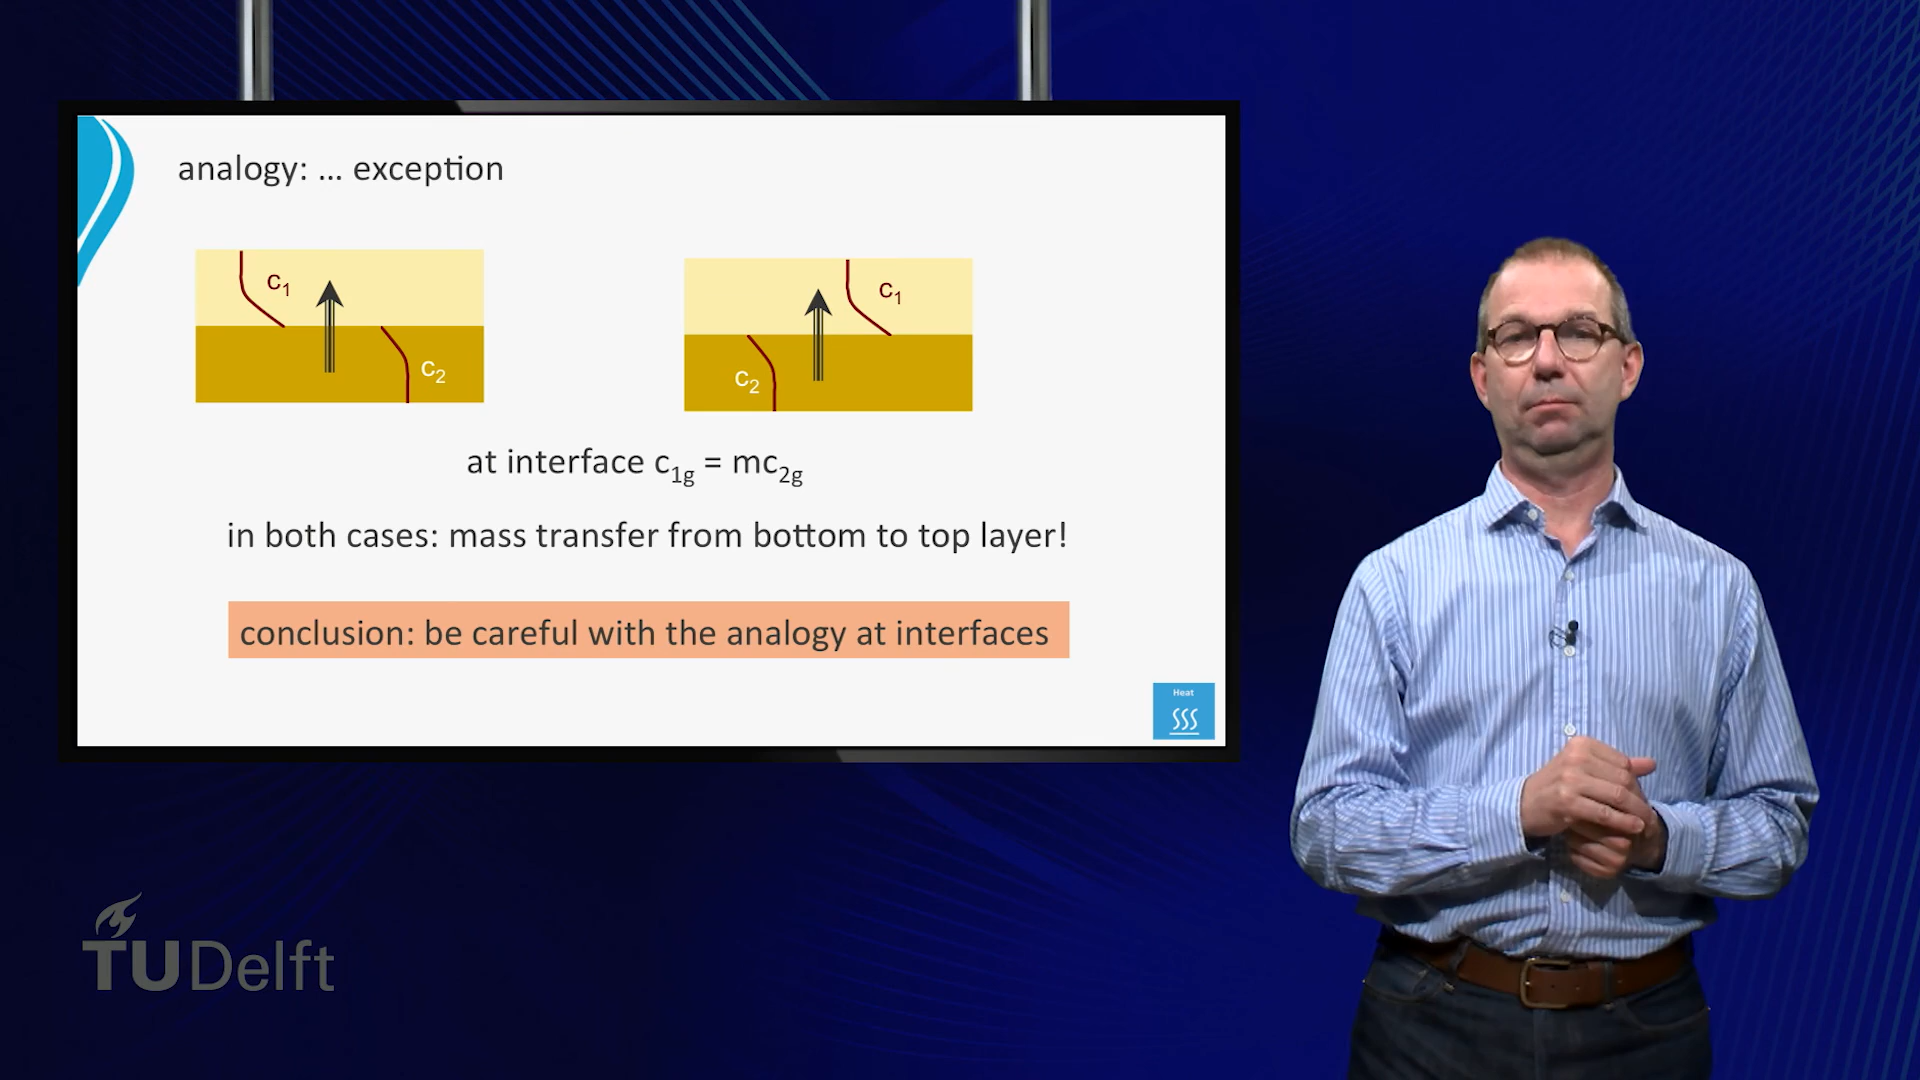 analogy: ... exception
c1
c2
c1
c2
at interface c1g = mc2g
in both cases: mass transfer from bottom to top layer!
conclusion: be careful with the analogy at interfaces
Heat
TUDelft